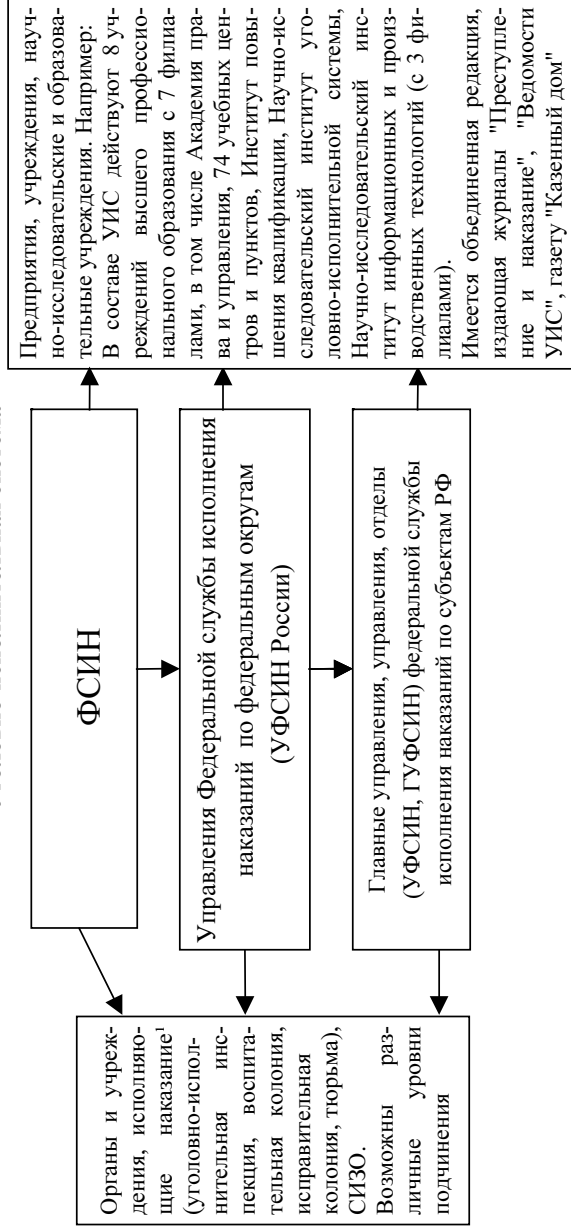 ФСИН
Управления Федеральной службы исполнения
наказаний по федеральным округам
(УФСИН России)
Главные управления, управления, отделы
(УФСИН, ГУФСИН) федеральной службы
исполнения наказаний по субъектам РФ
Органы и учреж-
дения, исполняю-
щие наказание¹
(уголовно-испол-
нительная инс-
пекция, воспита-
тельная колония,
исправительная
колония, тюрьма),
СИЗО.
Возможны раз-
личные уровни
подчинения
Предприятия, учреждения, науч-
но-исследовательские и образова-
тельные учреждения. Например:
В составе УИС действуют 8 уч-
реждений высшего профессио-
нального образования с 7 филиа-
лами, в том числе Академия пра-
ва и управления, 74 учебных цен-
тров и пунктов, Институт повы-
шения квалификации, Научно-ис-
следовательский институт уго-
ловно-исполнительной системы,
Научно-исследовательский инс-
титут информационных и произ-
водственных технологий (с 3 фи-
лиалами).
Имеется объединенная редакция,
издающая журналы "Преступле-
ние и наказание", "Ведомости
УИС", газету "Казенный дом"